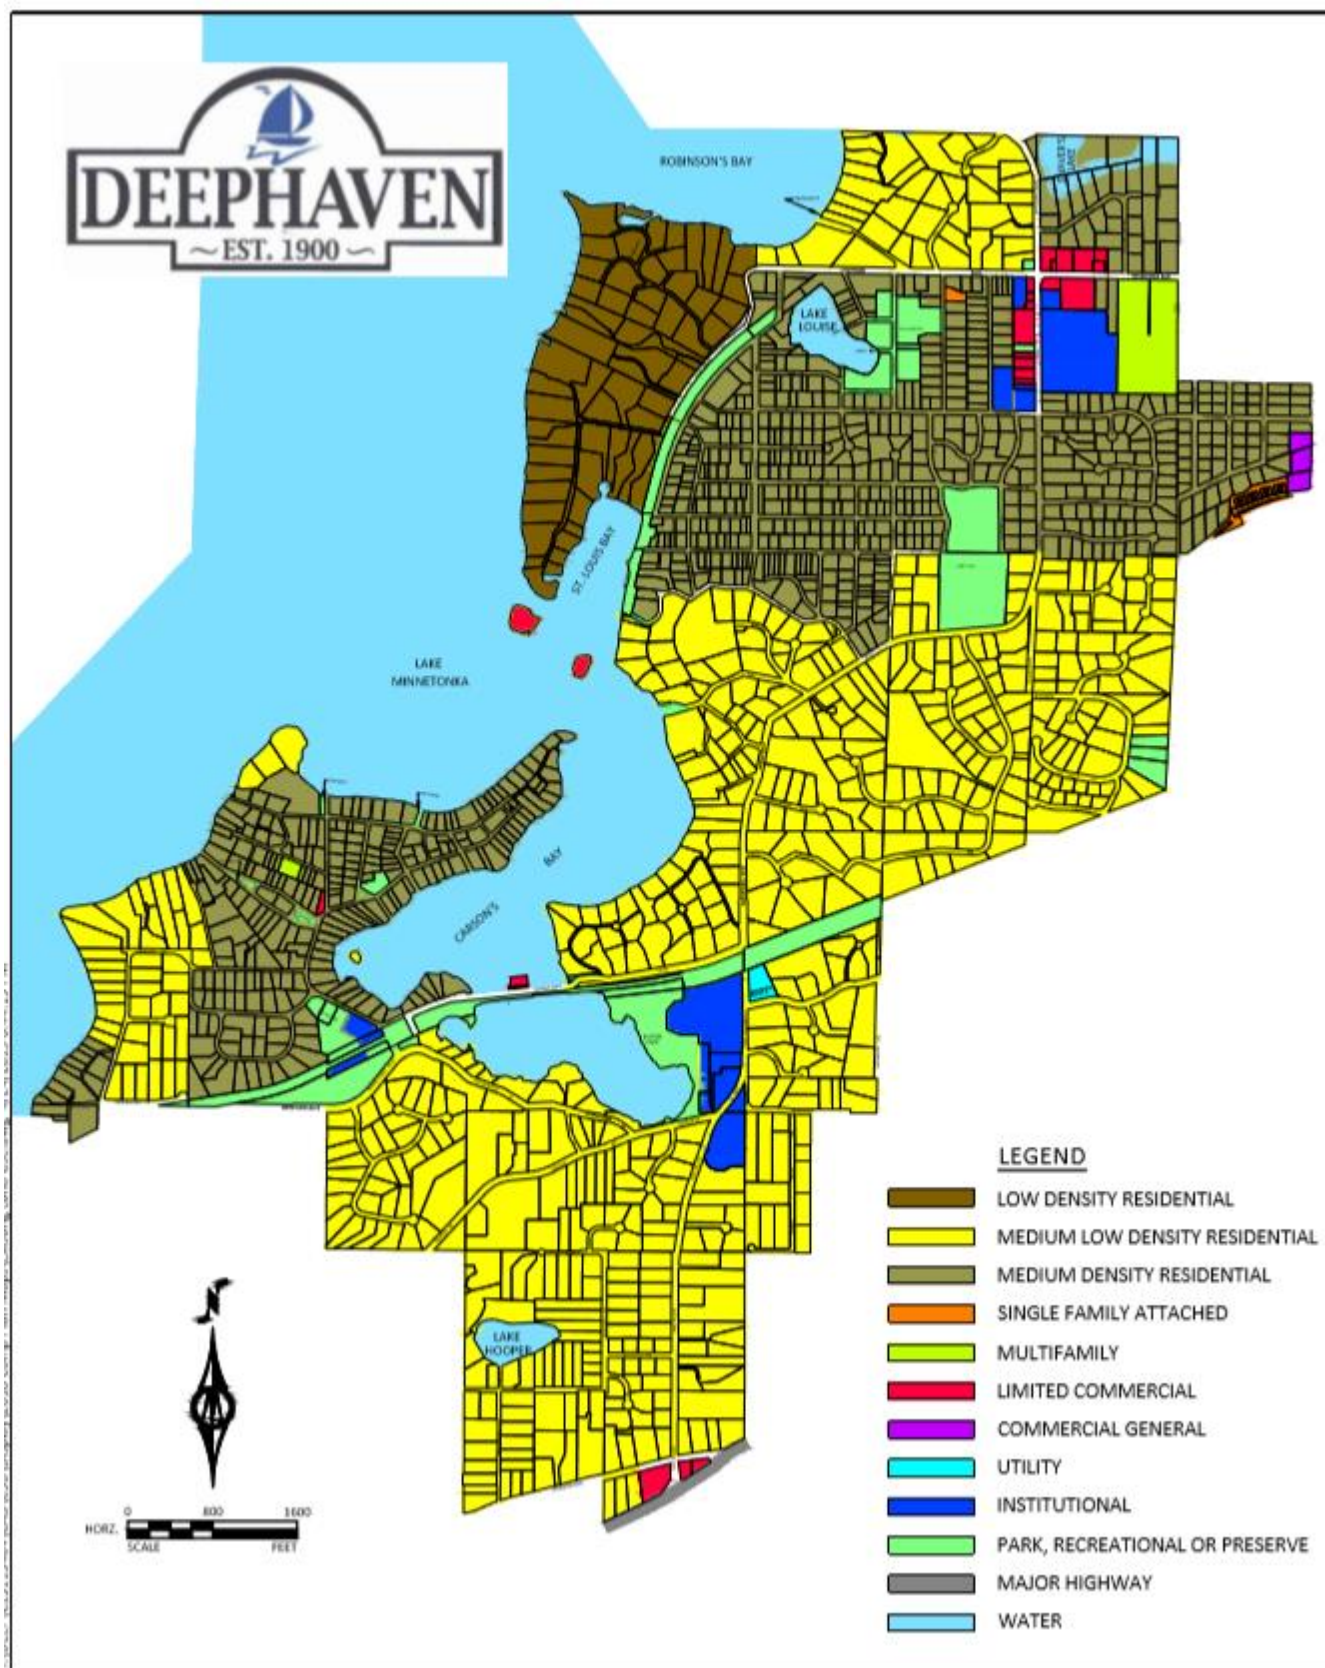 DEEPHAVEN
~EST. 1900~
ROBINSON'S BAY
LAKE
LOUISE
ST. LOUIS BAY
LAKE
MINNETONKA
CARSON'S
BAY
LAKE
HOOPER
N
HORZ.
0
800
1600
SCALE
FEET
LEGEND
LOW DENSITY RESIDENTIAL
MEDIUM LOW DENSITY RESIDENTIAL
MEDIUM DENSITY RESIDENTIAL
SINGLE FAMILY ATTACHED
MULTIFAMILY
LIMITED COMMERCIAL
COMMERCIAL GENERAL
UTILITY
INSTITUTIONAL
PARK, RECREATIONAL OR PRESERVE
MAJOR HIGHWAY
WATER